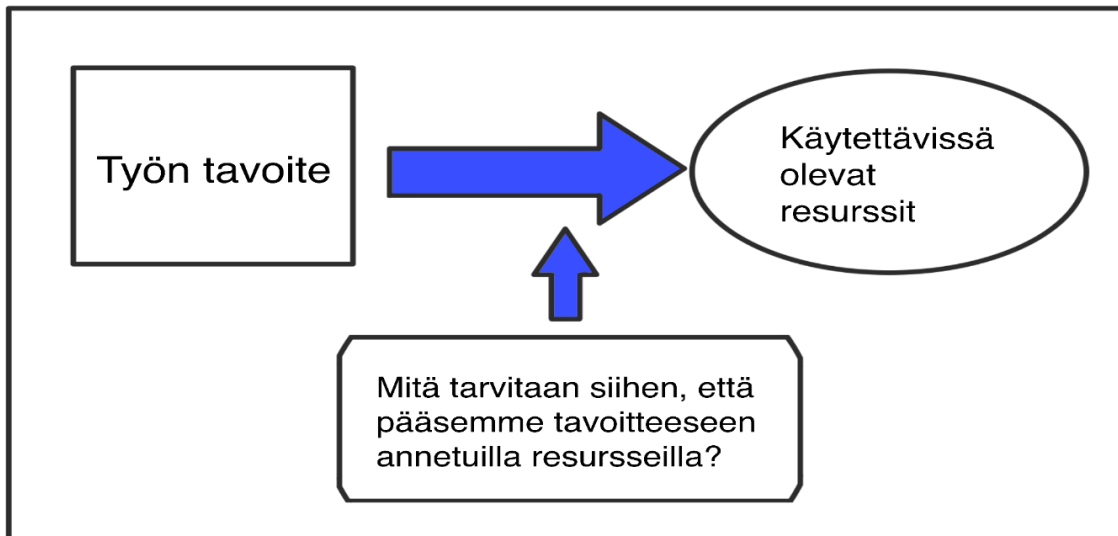 Työn tavoite
Käytettävissä
olevat
resurssit
Mitä tarvitaan siihen, että
pääsemme tavoitteeseen
annetuilla resursseilla?